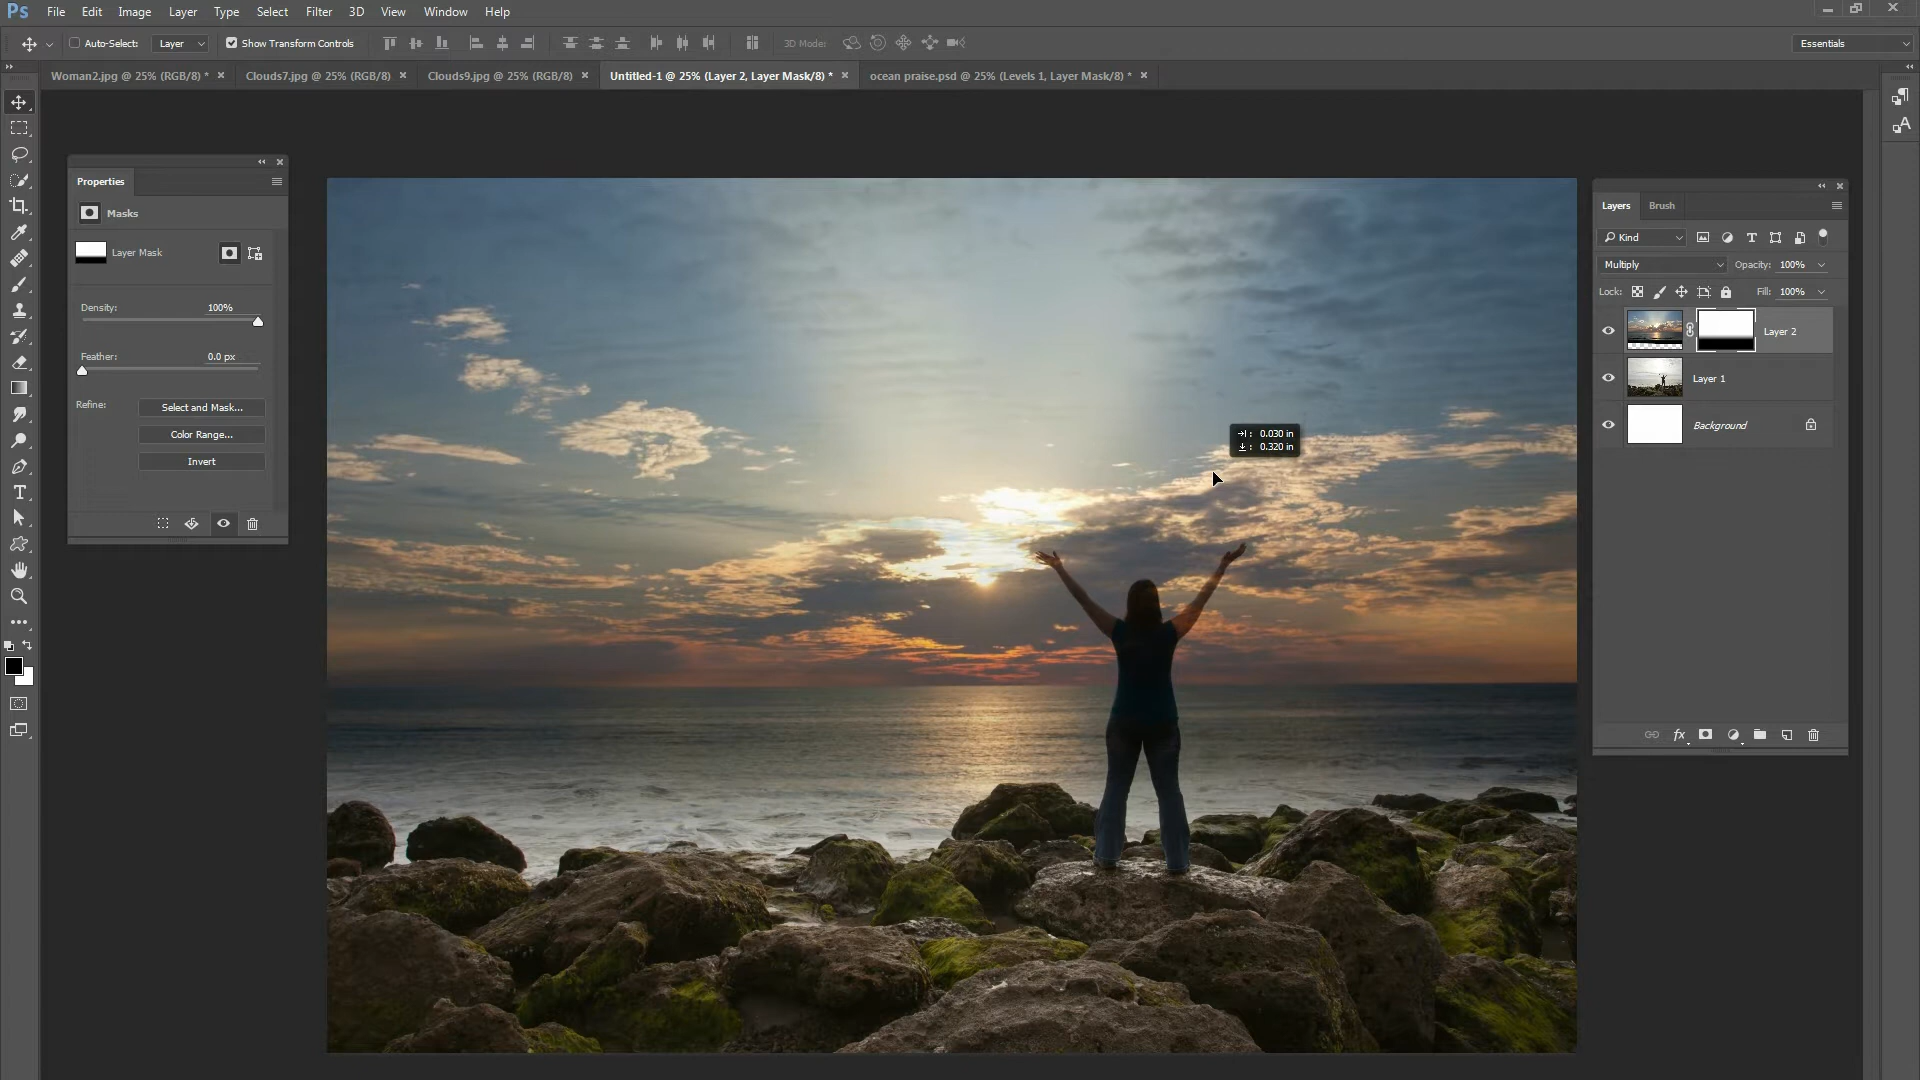 Ps File Edit Image Layer Type Select Filter 3D View Window Help
Auto-Select: Layer Show Transform Controls 3D Mode: Essentials
Woman2.jpg @ 25% (RGB/8) * Clouds7.jpg @ 25% (RGB/8) Clouds9.jpg @ 25% (RGB/8) Untitled-1 @ 25% (Layer 2, Layer Mask/8) * ocean praise.psd @ 25% (Levels 1, Layer Mask/8) *
Properties
Masks
Layer Mask
Density: 100%
Feather: 0.0 px
Refine: Select and Mask...
Color Range...
Invert
0.030 in
0.320 in
Layers Brush
Kind
Multiply Opacity: 100%
Lock: Fill: 100%
Layer 2
Layer 1
Background
fx